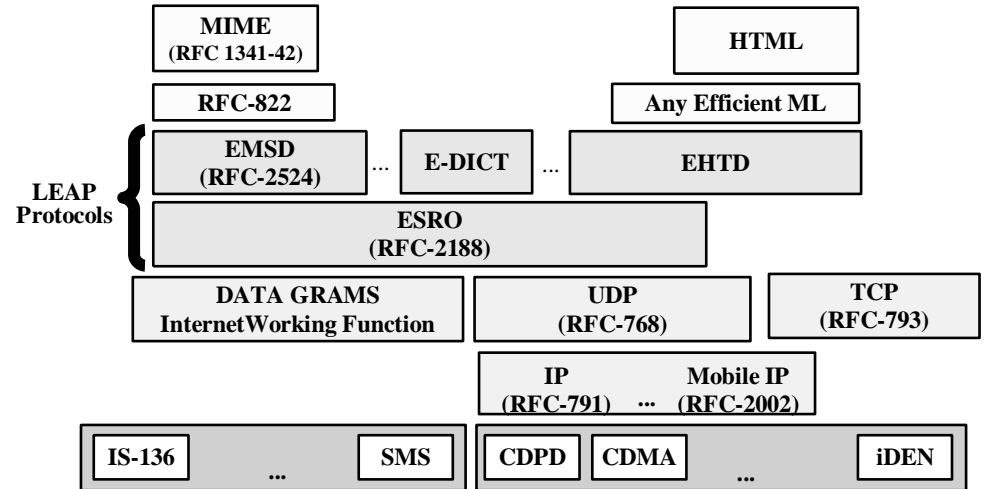 MIME
(RFC 1341-42)
HTML
RFC-822
Any Efficient ML
LEAP
Protocols
EMSD
(RFC-2524)
...
E-DICT
...
EHTD
ESRO
(RFC-2188)
DATA GRAMS
InternetWorking Function
UDP
(RFC-768)
TCP
(RFC-793)
IP
(RFC-791)
...
Mobile IP
(RFC-2002)
IS-136
...
SMS
CDPD
CDMA
...
iDEN